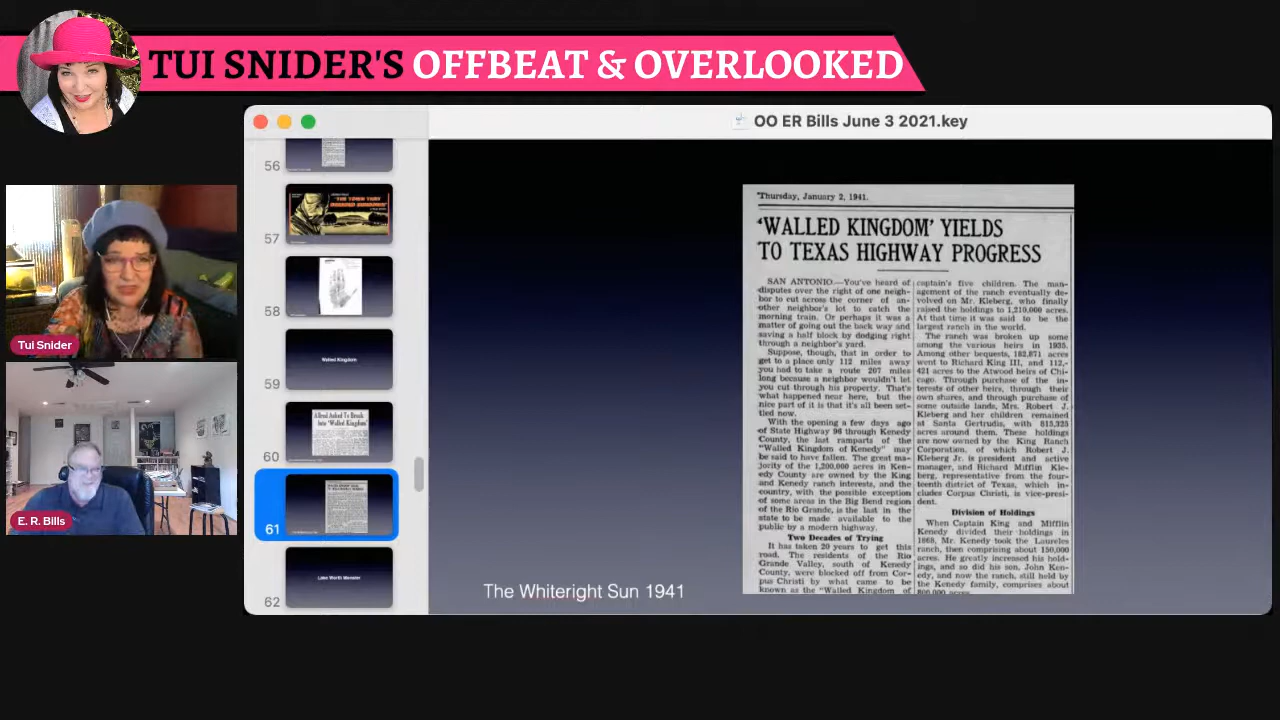 TUI SNIDER'S OFFBEAT & OVERLOOKED
OO ER Bills June 3 2021.key
56
57
58
59
Walled Kingdom
60
Allred Asked To Break
Into 'Walled Kingdom'
61
62
Lake Worth Monster
Tui Snider
E. R. Bills
Thursday, January 2, 1941.
'WALLED KINGDOM' YIELDS
TO TEXAS HIGHWAY PROGRESS
SAN ANTONIO.—You've heard of
disputes over the right of one neigh-
bor to cut across the corner of an-
other neighbor's lot to catch the
morning train. Or perhaps it was a
matter of going out the back way and
saving a half block by dodging right
through a neighbor's yard.
Suppose, though, that in order to
get to a place only 112 miles away
you had to take a route 207 miles
long because a neighbor wouldn't let
you cut through his property. That's
what happened near here, but the
nice part of it is that it's all been set-
tled now.
With the opening a few days ago
of State Highway 96 through Kenedy
County, the last ramparts of the
"Walled Kingdom of Kenedy" may
be said to have fallen. The great ma-
jority of the 1,200,000 acres in Ken-
edy County are owned by the King
and Kenedy ranch interests, and the
country, with the possible exception
of some areas in the Big Bend region
of the Rio Grande, is the last in the
state to be made available to the
public by a modern highway.
Two Decades of Trying
It has taken 20 years to get this
road. The residents of the Rio
Grande Valley, south of Kenedy
County, were blocked off from Cor-
pus Christi by what came to be
known as the "Walled Kingdom of
captain's five children. The man-
agement of the ranch eventually de-
volved on Mr. Kleberg, who finally
raised the holdings to 1,210,000 acres.
At that time it was said to be the
largest ranch in the world.
The ranch was broken up some
among the various heirs in 1935.
Among other bequests, 182,871 acres
went to Richard King III, and 112,-
421 acres to the Atwood heirs of Chi-
cago. Through purchase of the in-
terests of other heirs, through their
own shares, and through purchase of
some outside lands, Mrs. Robert J.
Kleberg and her children remained
at Santa Gertrudis, with 815,325
acres around them. These holdings
are now owned by the King Ranch
Corporation, of which Robert J.
Kleberg Jr. is president and active
manager, and Richard Mifflin Kle-
berg, representative from the four-
teenth district of Texas, which in-
cludes Corpus Christi, is vice-presi-
dent.
Division of Holdings
When Captain King and Mifflin
Kenedy divided their holdings in
1868, Mr. Kenedy took the Laureles
ranch, then comprising about 150,000
acres. He greatly increased his hold-
ings, and so did his son, John Ken-
edy, and now the ranch, still held by
the Kenedy family, comprises about
The Whiteright Sun 1941